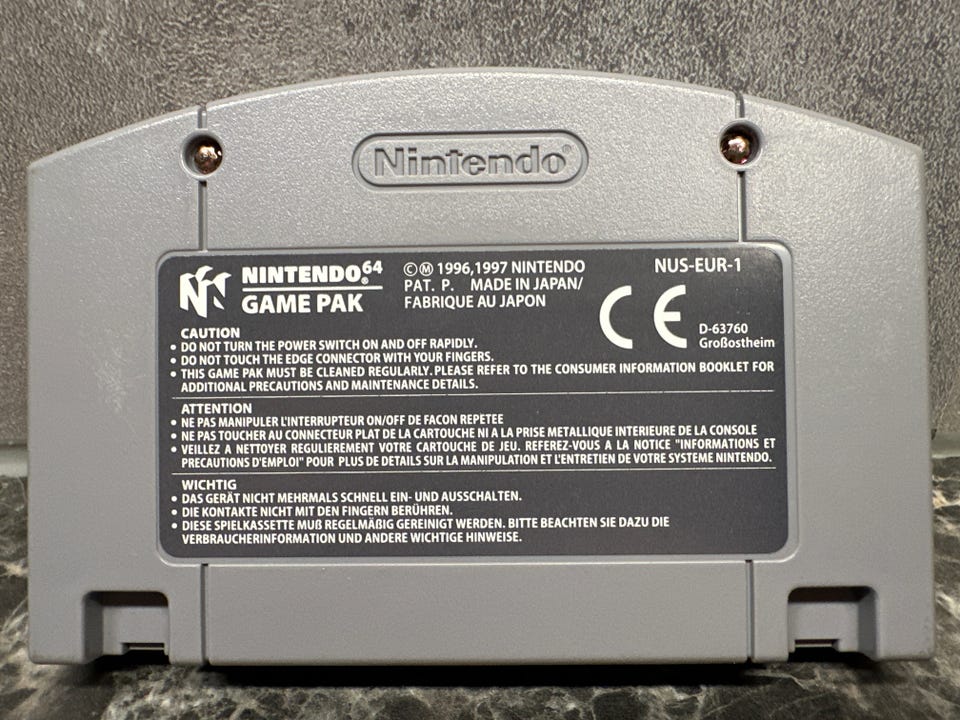 Nintendo®
NINTENDO®64
GAME PAK
©Ⓜ 1996,1997 NINTENDO
PAT. P. MADE IN JAPAN/
FABRIQUE AU JAPON
NUS-EUR-1
CE
D-63760
Großostheim
CAUTION
• DO NOT TURN THE POWER SWITCH ON AND OFF RAPIDLY.
• DO NOT TOUCH THE EDGE CONNECTOR WITH YOUR FINGERS.
• THIS GAME PAK MUST BE CLEANED REGULARLY. PLEASE REFER TO THE CONSUMER INFORMATION BOOKLET FOR
ADDITIONAL PRECAUTIONS AND MAINTENANCE DETAILS.
ATTENTION
• NE PAS MANIPULER L'INTERRUPTEUR ON/OFF DE FACON REPETEE
• NE PAS TOUCHER AU CONNECTEUR PLAT DE LA CARTOUCHE NI A LA PRISE METALLIQUE INTERIEURE DE LA CONSOLE
• VEILLEZ A NETTOYER REGULIEREMENT VOTRE CARTOUCHE DE JEU. REFEREZ-VOUS A LA NOTICE "INFORMATIONS ET
PRECAUTIONS D'EMPLOI" POUR PLUS DE DETAILS SUR LA MANIPULATION ET L'ENTRETIEN DE VOTRE SYSTEME NINTENDO.
WICHTIG
• DAS GERÄT NICHT MEHRMALS SCHNELL EIN- UND AUSSCHALTEN.
• DIE KONTAKTE NICHT MIT DEN FINGERN BERÜHREN.
• DIESE SPIELKASSETTE MUß REGELMÄßIG GEREINIGT WERDEN. BITTE BEACHTEN SIE DAZU DIE
VERBRAUCHERINFORMATION UND ANDERE WICHTIGE HINWEISE.